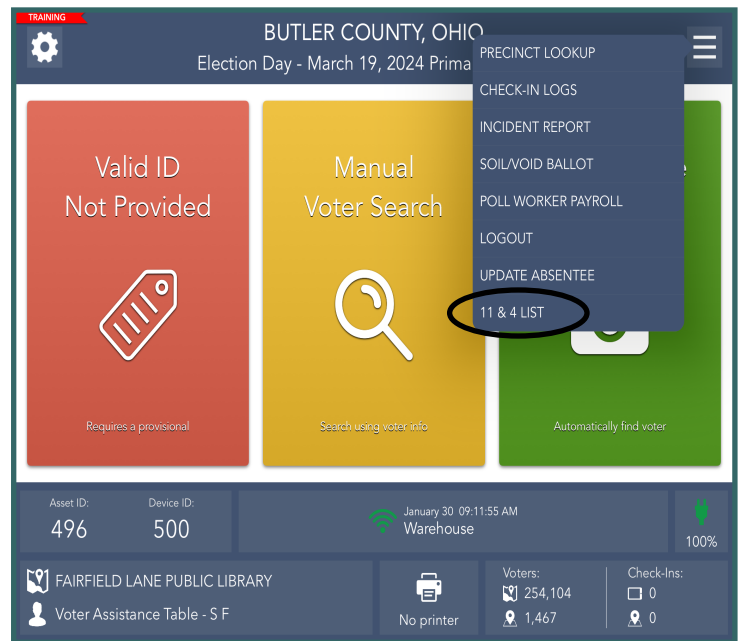 TRAINING
BUTLER COUNTY, OHIO
Election Day - March 19, 2024 Prima
PRECINCT LOOKUP
CHECK-IN LOGS
INCIDENT REPORT
SOIL/VOID BALLOT
POLL WORKER PAYROLL
LOGOUT
UPDATE ABSENTEE
11 & 4 LIST
Valid ID
Not Provided
Requires a provisional
Manual
Voter Search
Search using voter info
Automatically find voter
Asset ID:
496
Device ID:
500
January 30 09:11:55 AM
Warehouse
100%
FAIRFIELD LANE PUBLIC LIBRARY
Voter Assistance Table - S F
No printer
Voters:
254,104
1,467
Check-Ins:
0
0